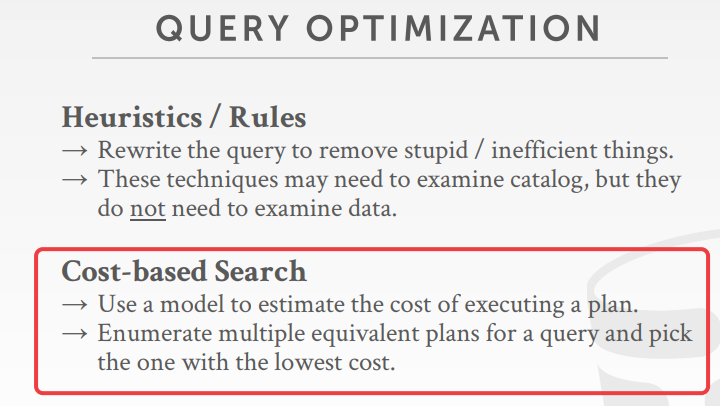 QUERY OPTIMIZATION
Heuristics / Rules
→ Rewrite the query to remove stupid / inefficient things.
→ These techniques may need to examine catalog, but they
do not need to examine data.
Cost-based Search
→ Use a model to estimate the cost of executing a plan.
→ Enumerate multiple equivalent plans for a query and pick
the one with the lowest cost.